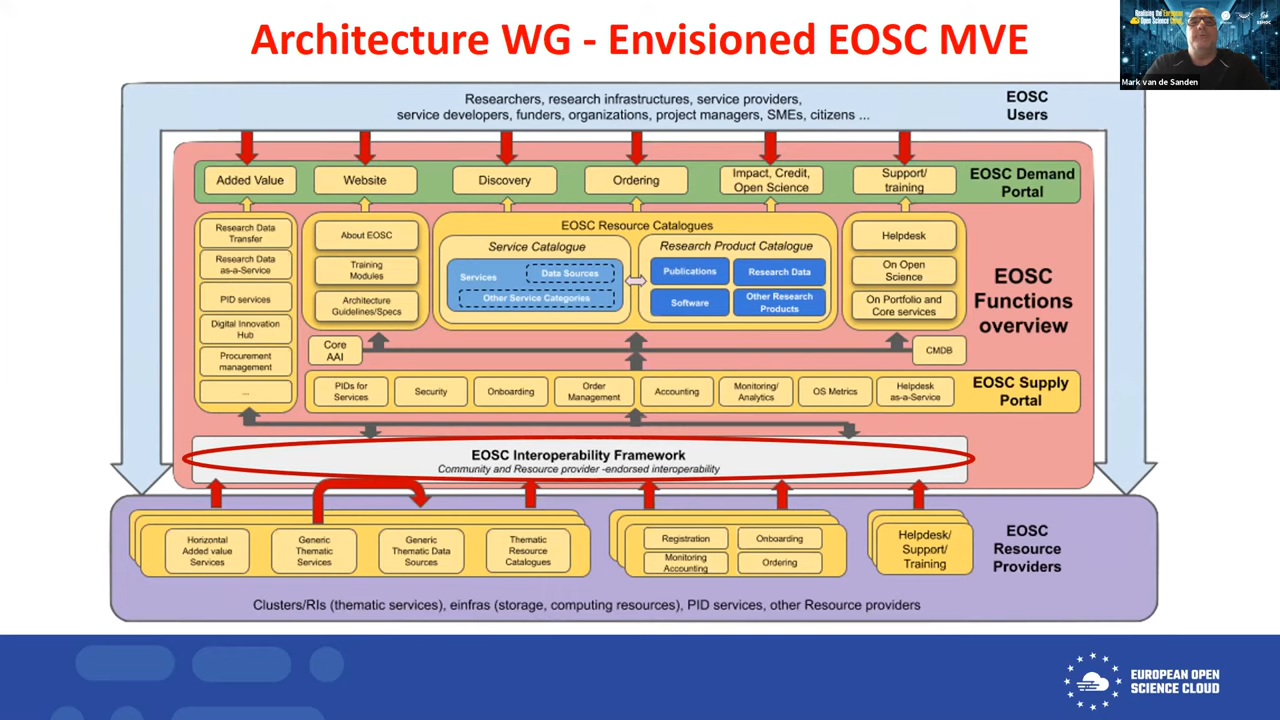 Architecture WG - Envisioned EOSC MVE
Realising the European
Open Science Cloud
Mark van de Sanden
Researchers, research infrastructures, service providers,
service developers, funders, organizations, project managers, SMEs, citizens ...
EOSC
Users
Added Value
Website
Discovery
Ordering
Impact, Credit,
Open Science
Support/
training
EOSC Demand
Portal
Research Data
Transfer
Research Data
as-a-Service
PID services
Digital Innovation
Hub
Procurement
management
...
About EOSC
Training
Modules
Architecture
Guidelines/Specs
EOSC Resource Catalogues
Service Catalogue
Services
Data Sources
Other Service Categories
Research Product Catalogue
Publications
Research Data
Software
Other Research
Products
Helpdesk
On Open
Science
On Portfolio and
Core services
EOSC
Functions
overview
Core
AAI
CMDB
PIDs for
Services
Security
Onboarding
Order
Management
Accounting
Monitoring/
Analytics
OS Metrics
Helpdesk
as-a-Service
EOSC Supply
Portal
EOSC Interoperability Framework
Community and Resource provider -endorsed interoperability
Horizontal
Added value
Services
Generic
Thematic
Services
Generic
Thematic Data
Sources
Thematic
Resource
Catalogues
Registration
Onboarding
Monitoring
Accounting
Ordering
Helpdesk/
Support/
Training
EOSC
Resource
Providers
Clusters/RIs (thematic services), einfras (storage, computing resources), PID services, other Resource providers
EUROPEAN OPEN
SCIENCE CLOUD